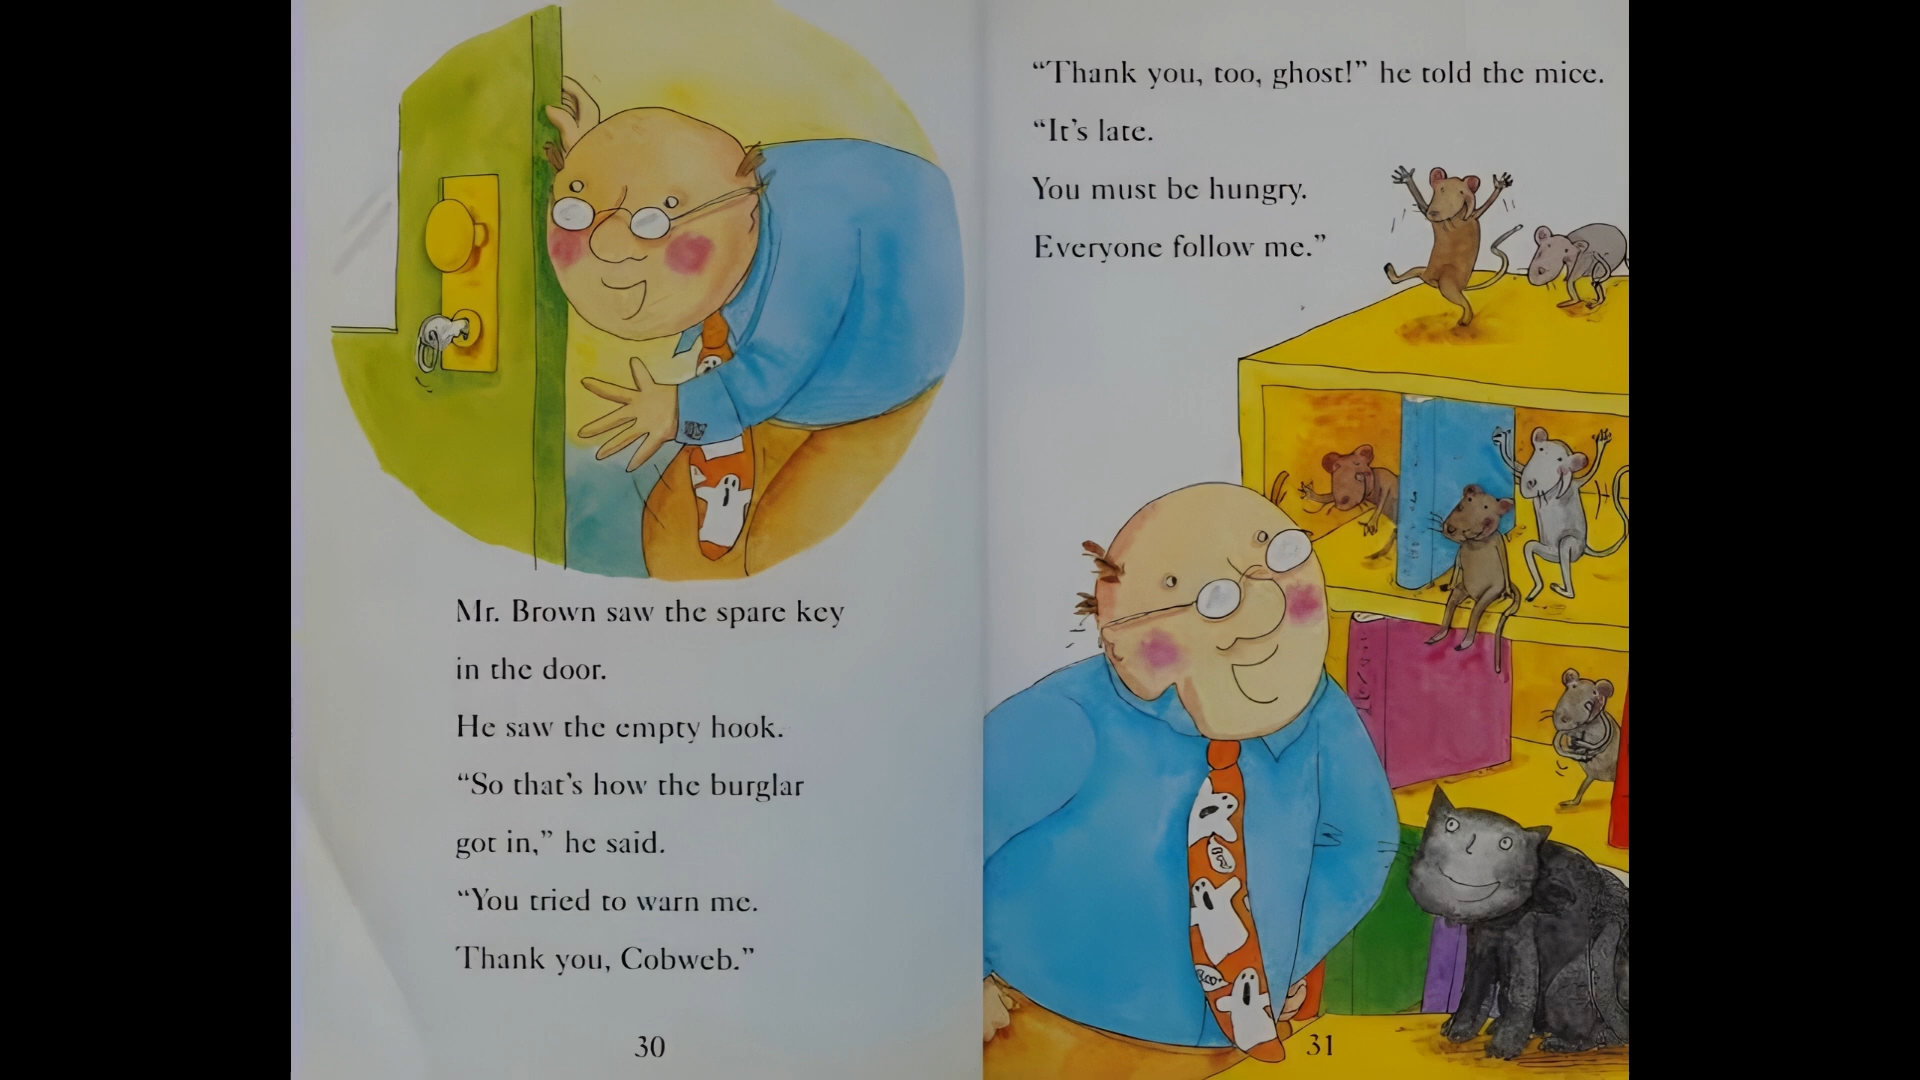 Mr. Brown saw the spare key
in the door.
He saw the empty hook.
“So that’s how the burglar
got in,” he said.
“You tried to warn me.
Thank you, Cobweb.”
30
“Thank you, too, ghost!” he told the mice.
“It’s late.
You must be hungry.
Everyone follow me.”
31